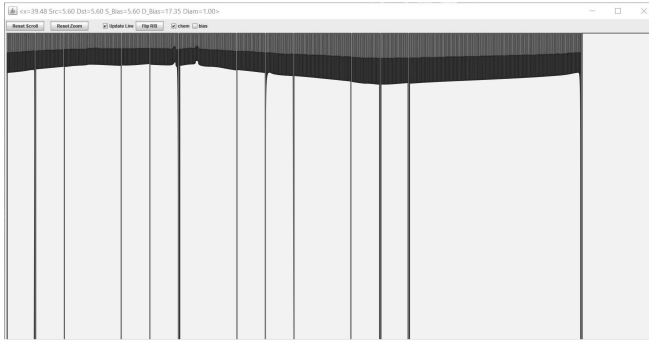 <x=39.48 Src=5.60 Dst=5.60 S_Bias=5.60 D_Bias=17.35 Diam=1.00>
Reset Scroll Reset Zoom Update Live Flip R/B chem bias